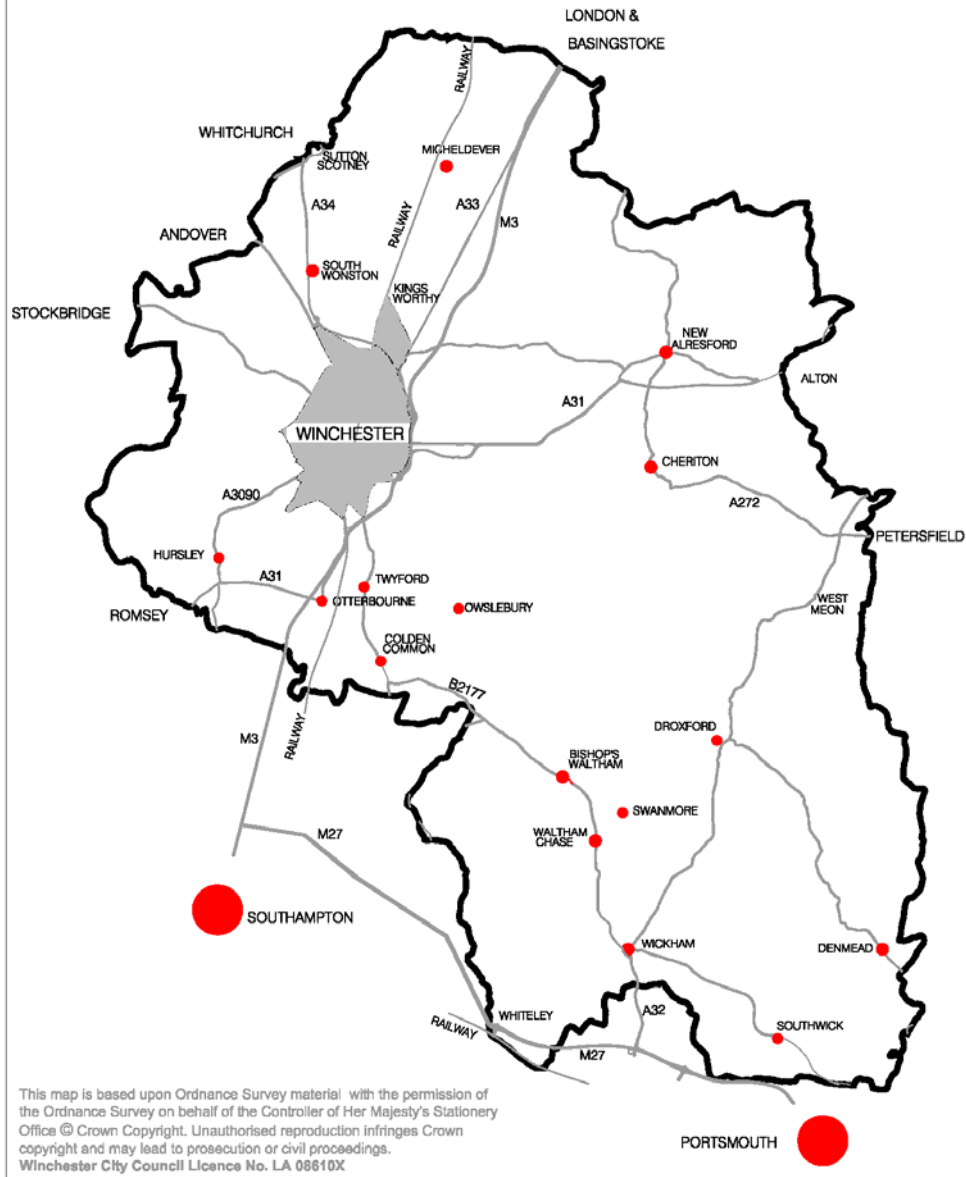 LONDON &
BASINGSTOKE
RAILWAY
WHITCHURCH
SUTTON
SCOTNEY
MICHELDEVER
A34
A33
RAILWAY
M3
ANDOVER
SOUTH
WONSTON
KINGS
WORTHY
STOCKBRIDGE
NEW
ALRESFORD
ALTON
A31
WINCHESTER
CHERITON
A3090
A272
PETERSFIELD
HURSLEY
A31
TWYFORD
OTTERBOURNE
OWSLEBURY
WEST
MEON
ROMSEY
COLDEN
COMMON
B2177
DROXFORD
M3
RAILWAY
BISHOP'S
WALTHAM
SWANMORE
M27
WALTHAM
CHASE
SOUTHAMPTON
WICKHAM
DENMEAD
WHITELEY
A32
RAILWAY
SOUTHWICK
M27
This map is based upon Ordnance Survey material with the permission of
the Ordnance Survey on behalf of the Controller of Her Majesty's Stationery
Office © Crown Copyright. Unauthorised reproduction infringes Crown
copyright and may lead to prosecution or civil proceedings.
Winchester City Council Licence No. LA 08610X
PORTSMOUTH